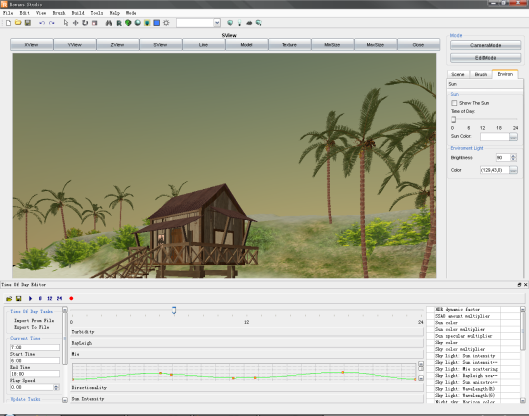 Dreams Studio
File Edit View Brush Build Tools Help Mode
SView
XView YView ZView SView Line Model Texture MinSize MaxSize Close
Mode
CameraMode
EditMode
Scene Brush Environ
Sun
Sun
Show The Sun
Time of Day:
0 6 12 18 24
Sun Color:
Enviroment Light
Brightness 90
Color (129,43,0)
Time Of Day Editor
0 12 24
Time Of Day Tasks
Import From File
Export To File
Current Time
7:00
Start Time
6:00
End Time
18:00
Play Speed
0.00
Update Tasks
0 12 24
Turbidity
Rayleigh
Mie
Directionality
Sun Intensity
HDR dynamic factor
SSAO amount multiplier
Sun color
Sun color multiplier
Sun specular multiplier
Sky color
Sky color multiplier
Sky light: Sun intensity
Sky light: Sun intensit--
Sky light: Mie scattering
Sky light: Rayleigh sca--
Sky light: Sun anisotro--
Sky light: Wavelength(R)
Sky light: Wavelength(G)
Night sky: Horizon color